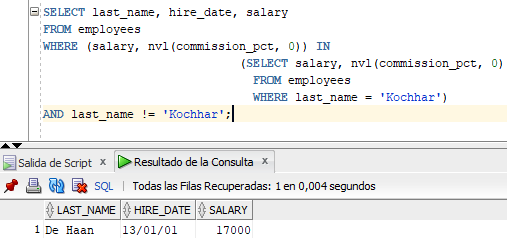 SELECT last_name, hire_date, salary
FROM employees
WHERE (salary, nvl(commission_pct, 0)) IN
(SELECT salary, nvl(commission_pct, 0)
FROM employees
WHERE last_name = 'Kochhar')
AND last_name != 'Kochhar';
Salida de Script x Resultado de la Consulta x
SQL | Todas las Filas Recuperadas: 1 en 0,004 segundos
LAST_NAME HIRE_DATE SALARY
1 De Haan 13/01/01 17000